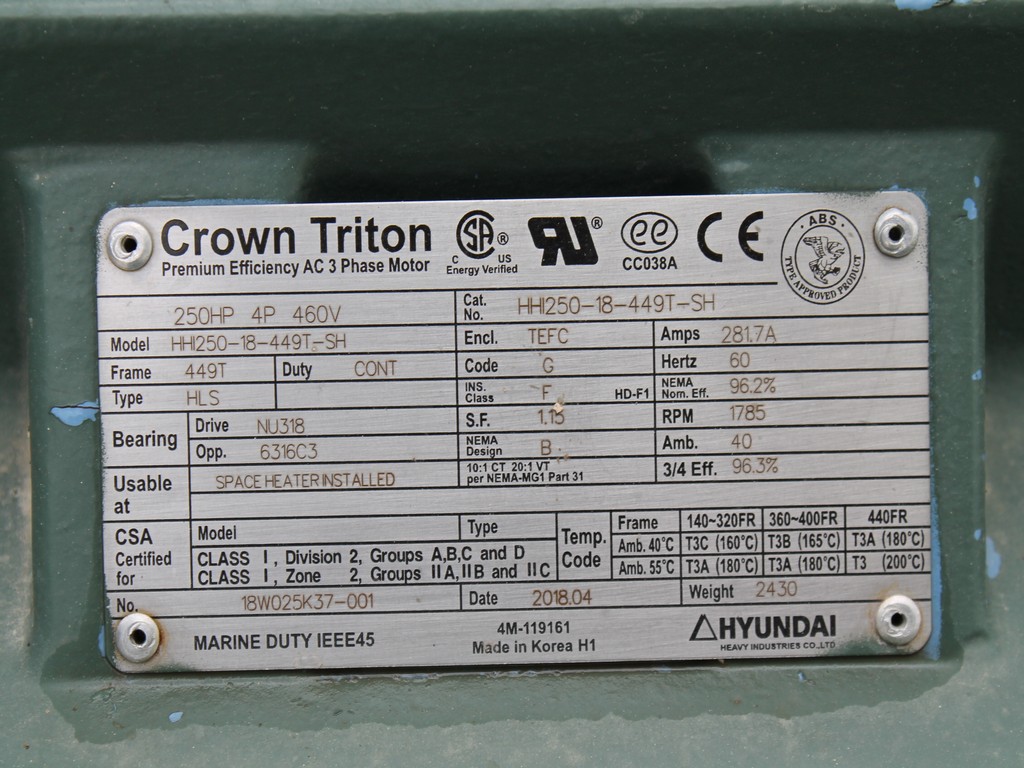 Crown Triton
Premium Efficiency AC 3 Phase Motor
SA ®
C US
Energy Verified
RU ®
ee
CC038A
CE
ABS
TYPE APPROVED PRODUCT
250HP 4P 460V
Cat. No. HHI250-18-449T-SH
Model HHI250-18-449T-SH
Encl. TEFC
Amps 281.7A
Frame 449T Duty CONT
Code G
Hertz 60
Type HLS
INS. Class F HD-F1
NEMA Nom. Eff. 96.2%
Bearing
Drive NU318
Opp. 6316C3
S.F. 1.15
RPM 1785
NEMA Design B
Amb. 40
Usable at
SPACE HEATER INSTALLED
10:1 CT 20:1 VT
per NEMA-MG1 Part 31
3/4 Eff. 96.3%
CSA Certified for
Model Type
CLASS I, Division 2, Groups A,B,C and D
CLASS I, Zone 2, Groups IIA,IIB and IIC
Temp. Code
Frame 140~320FR 360~400FR 440FR
Amb. 40°C T3C (160°C) T3B (165°C) T3A (180°C)
Amb. 55°C T3A (180°C) T3A (180°C) T3 (200°C)
No. 18W025K37-001
Date 2018.04
Weight 2430
MARINE DUTY IEEE45
4M-119161
Made in Korea H1
HYUNDAI
HEAVY INDUSTRIES CO.,LTD